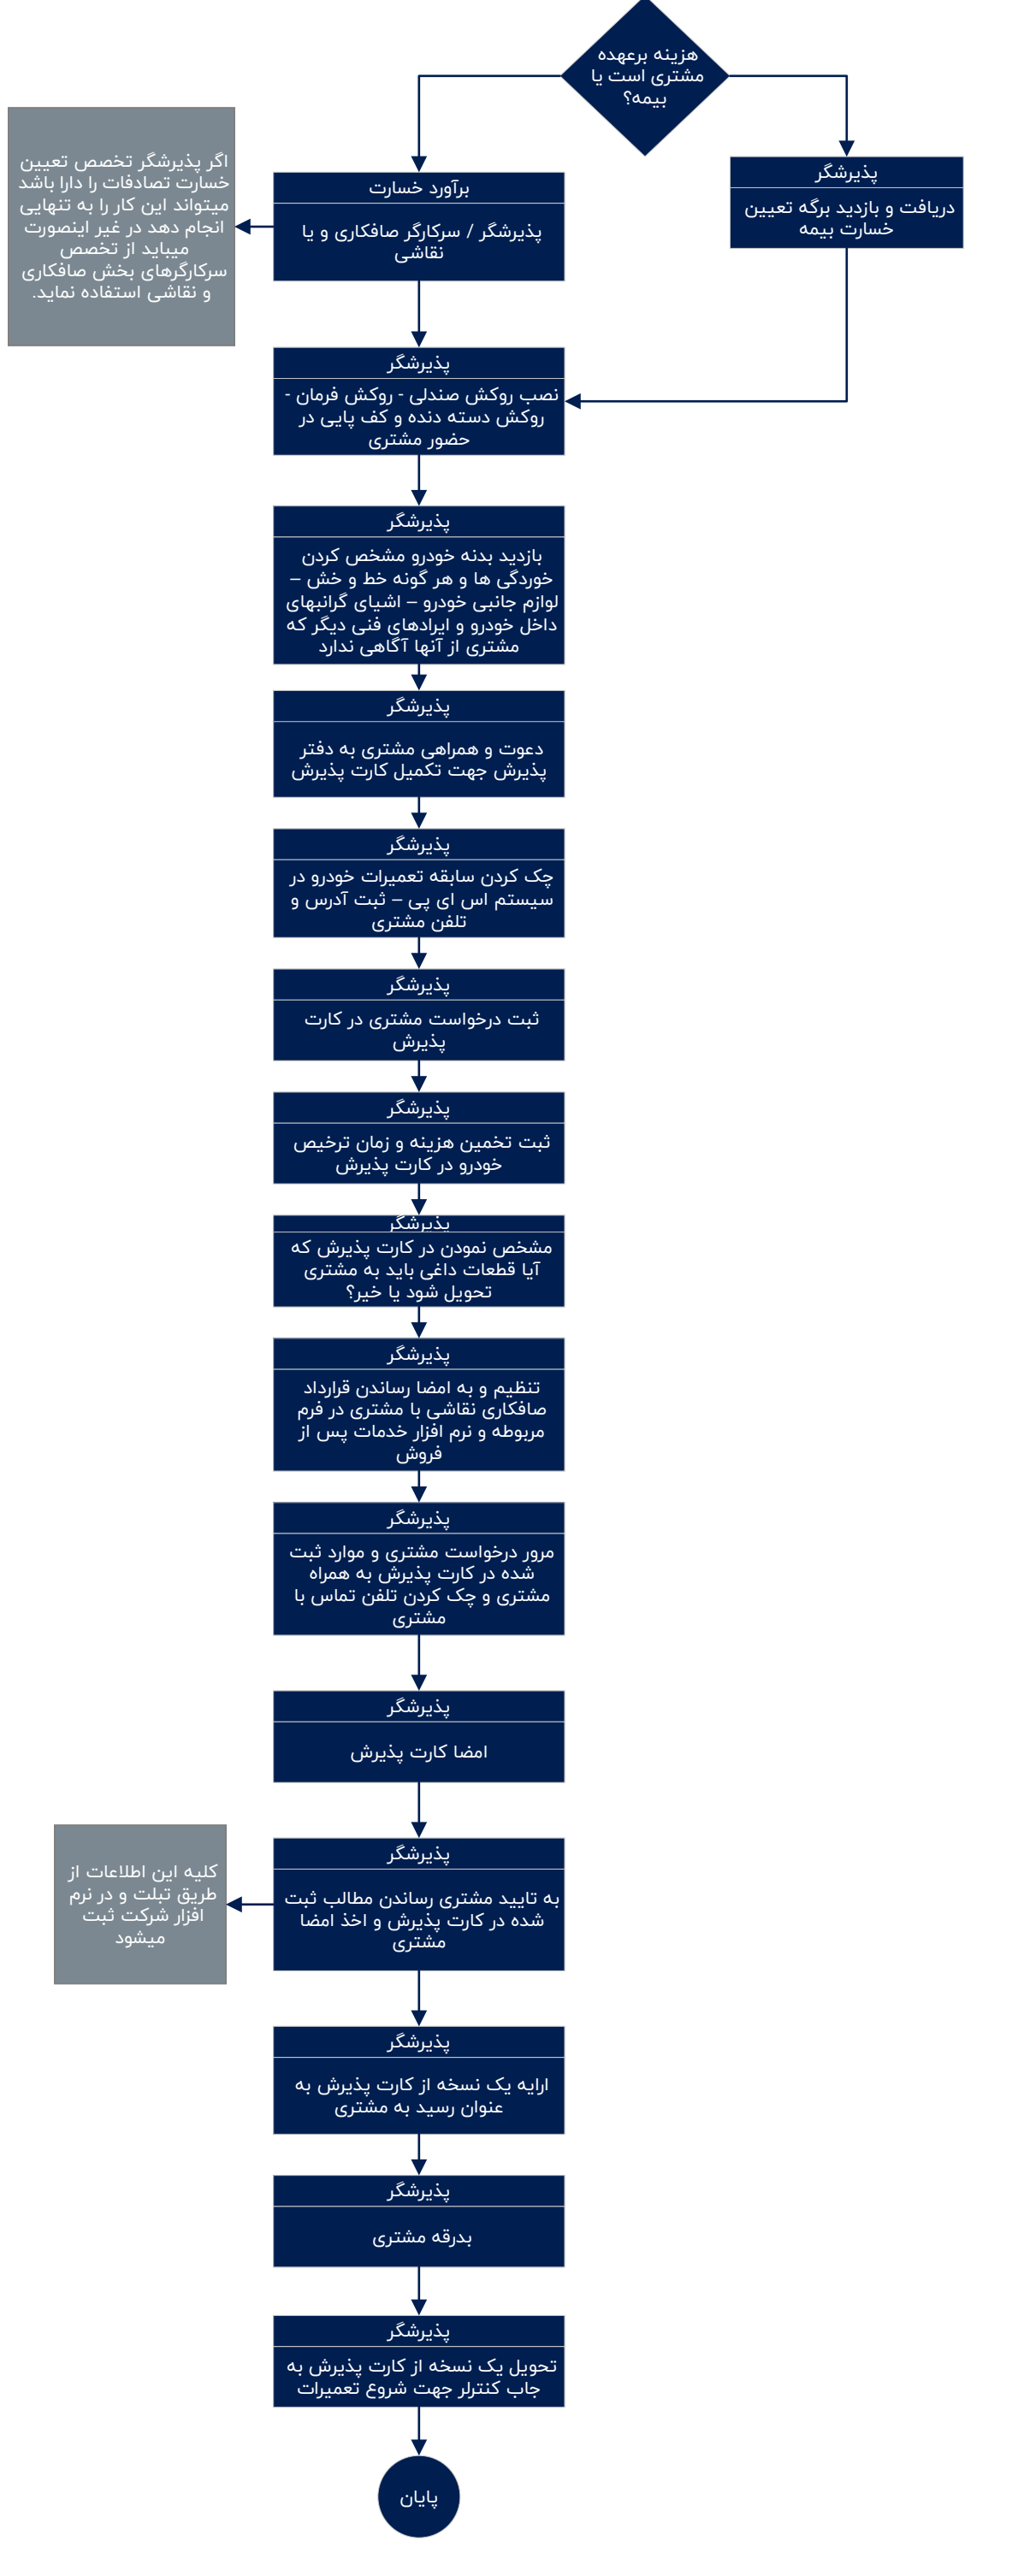 هزینه برعهده
مشتری است یا
بیمه؟
پذیرشگر
دریافت و بازدید برگه تعیین
خسارت بیمه
برآورد خسارت
پذیرشگر / سرکارگر صافکاری و یا
نقاشی
اگر پذیرشگر تخصص تعیین
خسارت تصادفات را دارا باشد
میتواند این کار را به تنهایی
انجام دهد در غیر اینصورت
میباید از تخصص
سرکارگرهای بخش صافکاری
و نقاشی استفاده نماید.
پذیرشگر
نصب روکش صندلی - روکش فرمان -
روکش دسته دنده و کف پایی در
حضور مشتری
پذیرشگر
بازدید بدنه خودرو مشخص کردن
خوردگی ها و هر گونه خط و خش –
لوازم جانبی خودرو – اشیای گرانبهای
داخل خودرو و ایرادهای فنی دیگر که
مشتری از آنها آگاهی ندارد
پذیرشگر
دعوت و همراهی مشتری به دفتر
پذیرش جهت تکمیل کارت پذیرش
پذیرشگر
چک کردن سابقه تعمیرات خودرو در
سیستم اس ای پی – ثبت آدرس و
تلفن مشتری
پذیرشگر
ثبت درخواست مشتری در کارت
پذیرش
پذیرشگر
ثبت تخمین هزینه و زمان ترخیص
خودرو در کارت پذیرش
پذیرشگر
مشخص نمودن در کارت پذیرش که
آیا قطعات داغی باید به مشتری
تحویل شود یا خیر؟
پذیرشگر
تنظیم و به امضا رساندن قرارداد
صافکاری نقاشی با مشتری در فرم
مربوطه و نرم افزار خدمات پس از
فروش
پذیرشگر
مرور درخواست مشتری و موارد ثبت
شده در کارت پذیرش به همراه
مشتری و چک کردن تلفن تماس با
مشتری
پذیرشگر
امضا کارت پذیرش
پذیرشگر
به تایید مشتری رساندن مطالب ثبت
شده در کارت پذیرش و اخذ امضا
مشتری
کلیه این اطلاعات از
طریق تبلت و در نرم
افزار شرکت ثبت
میشود
پذیرشگر
ارایه یک نسخه از کارت پذیرش به
عنوان رسید به مشتری
پذیرشگر
بدرقه مشتری
پذیرشگر
تحویل یک نسخه از کارت پذیرش به
جاب کنترلر جهت شروع تعمیرات
پایان